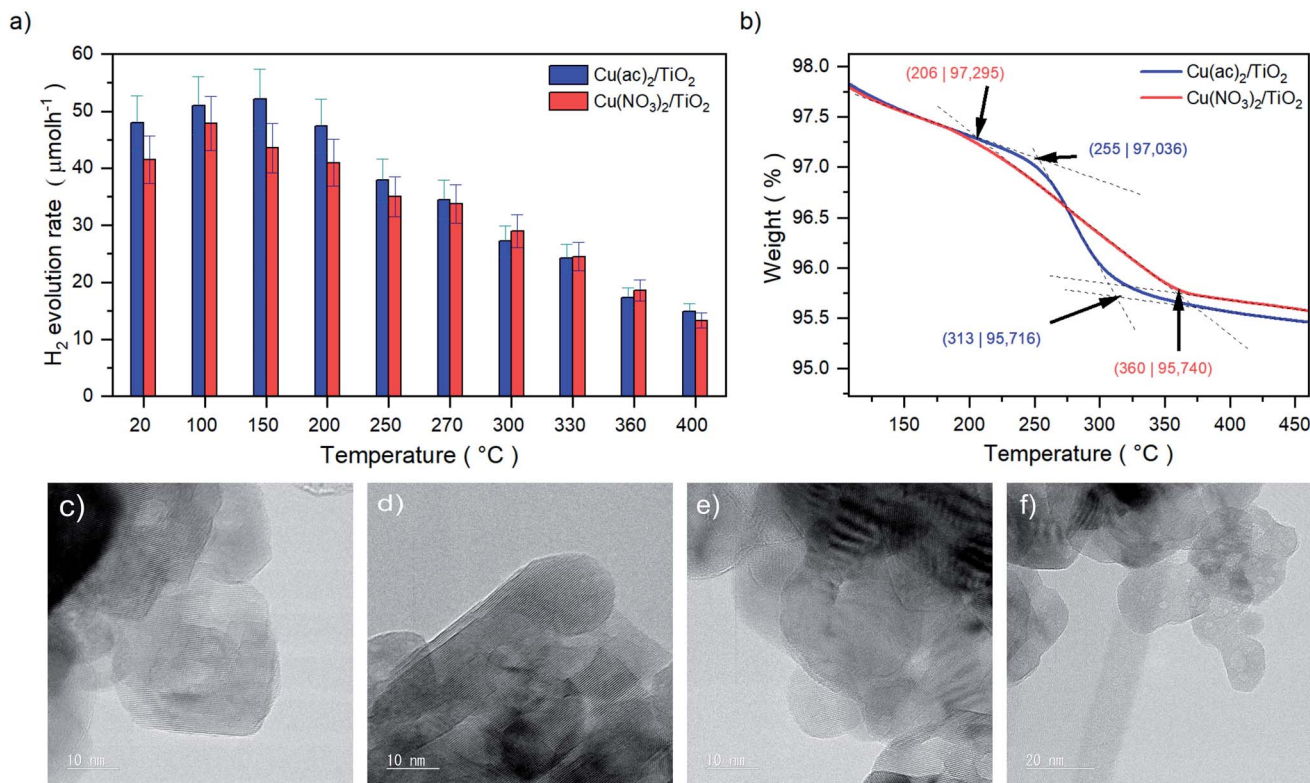 a)
60
50
40
30
20
10
0
H2 evolution rate ( μmolh-1 )
Cu(ac)2/TiO2
Cu(NO3)2/TiO2
20 100 150 200 250 270 300 330 360 400
Temperature ( °C )
b)
98.0
97.5
97.0
96.5
96.0
95.5
95.0
Weight ( % )
Cu(ac)2/TiO2
Cu(NO3)2/TiO2
(206 | 97,295)
(255 | 97,036)
(313 | 95,716)
(360 | 95,740)
150 200 250 300 350 400 450
Temperature ( °C )
c)
10 nm
d)
10 nm
e)
10 nm
f)
20 nm